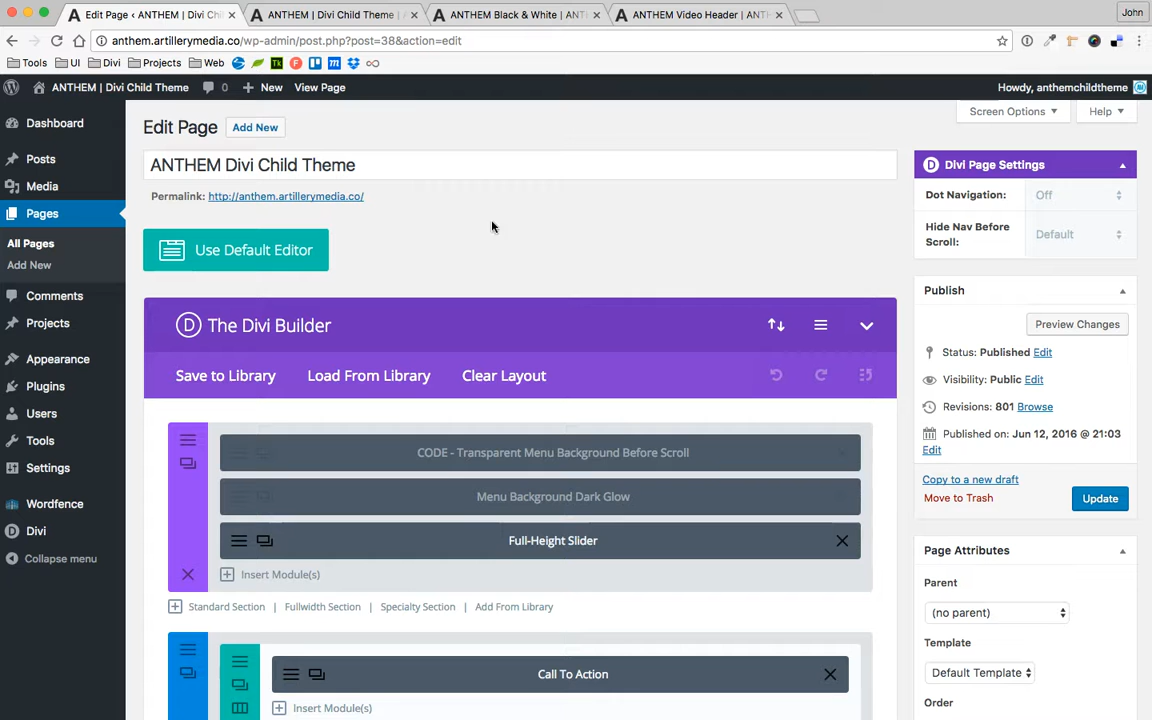 Edit Page ‹ ANTHEM | Divi Chi
ANTHEM | Divi Child Theme |
ANTHEM Black & White | ANT
ANTHEM Video Header | ANTH
John
anthem.artillerymedia.co/wp-admin/post.php?post=38&action=edit
Tools UI Divi Projects Web
ANTHEM | Divi Child Theme 0 New View Page Howdy, anthemchildtheme
Screen Options Help
Dashboard
Posts
Media
Pages
All Pages
Add New
Comments
Projects
Appearance
Plugins
Users
Tools
Settings
Wordfence
Divi
Collapse menu
Edit Page Add New
ANTHEM Divi Child Theme
Permalink: http://anthem.artillerymedia.co/
Use Default Editor
D The Divi Builder
Save to Library Load From Library Clear Layout
CODE - Transparent Menu Background Before Scroll
Menu Background Dark Glow
Full-Height Slider
Insert Module(s)
Standard Section | Fullwidth Section | Specialty Section | Add From Library
Call To Action
Insert Module(s)
D Divi Page Settings
Dot Navigation: Off
Hide Nav Before
Scroll:
Default
Publish
Preview Changes
Status: Published Edit
Visibility: Public Edit
Revisions: 801 Browse
Published on: Jun 12, 2016 @ 21:03
Edit
Copy to a new draft
Move to Trash
Update
Page Attributes
Parent
(no parent)
Template
Default Template
Order